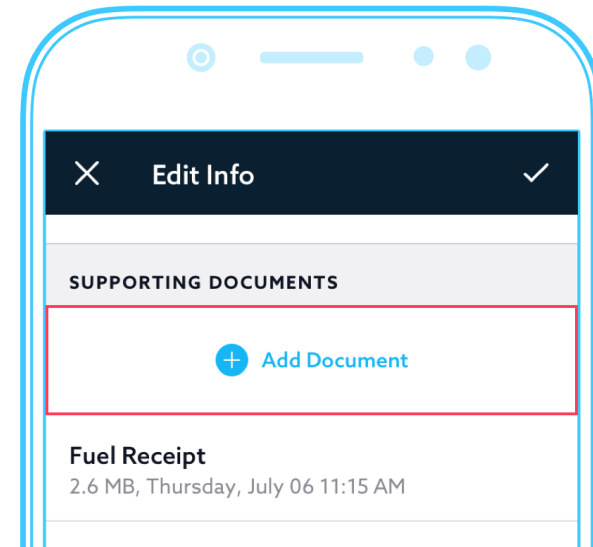 Edit Info
SUPPORTING DOCUMENTS
Add Document
Fuel Receipt
2.6 MB, Thursday, July 06 11:15 AM